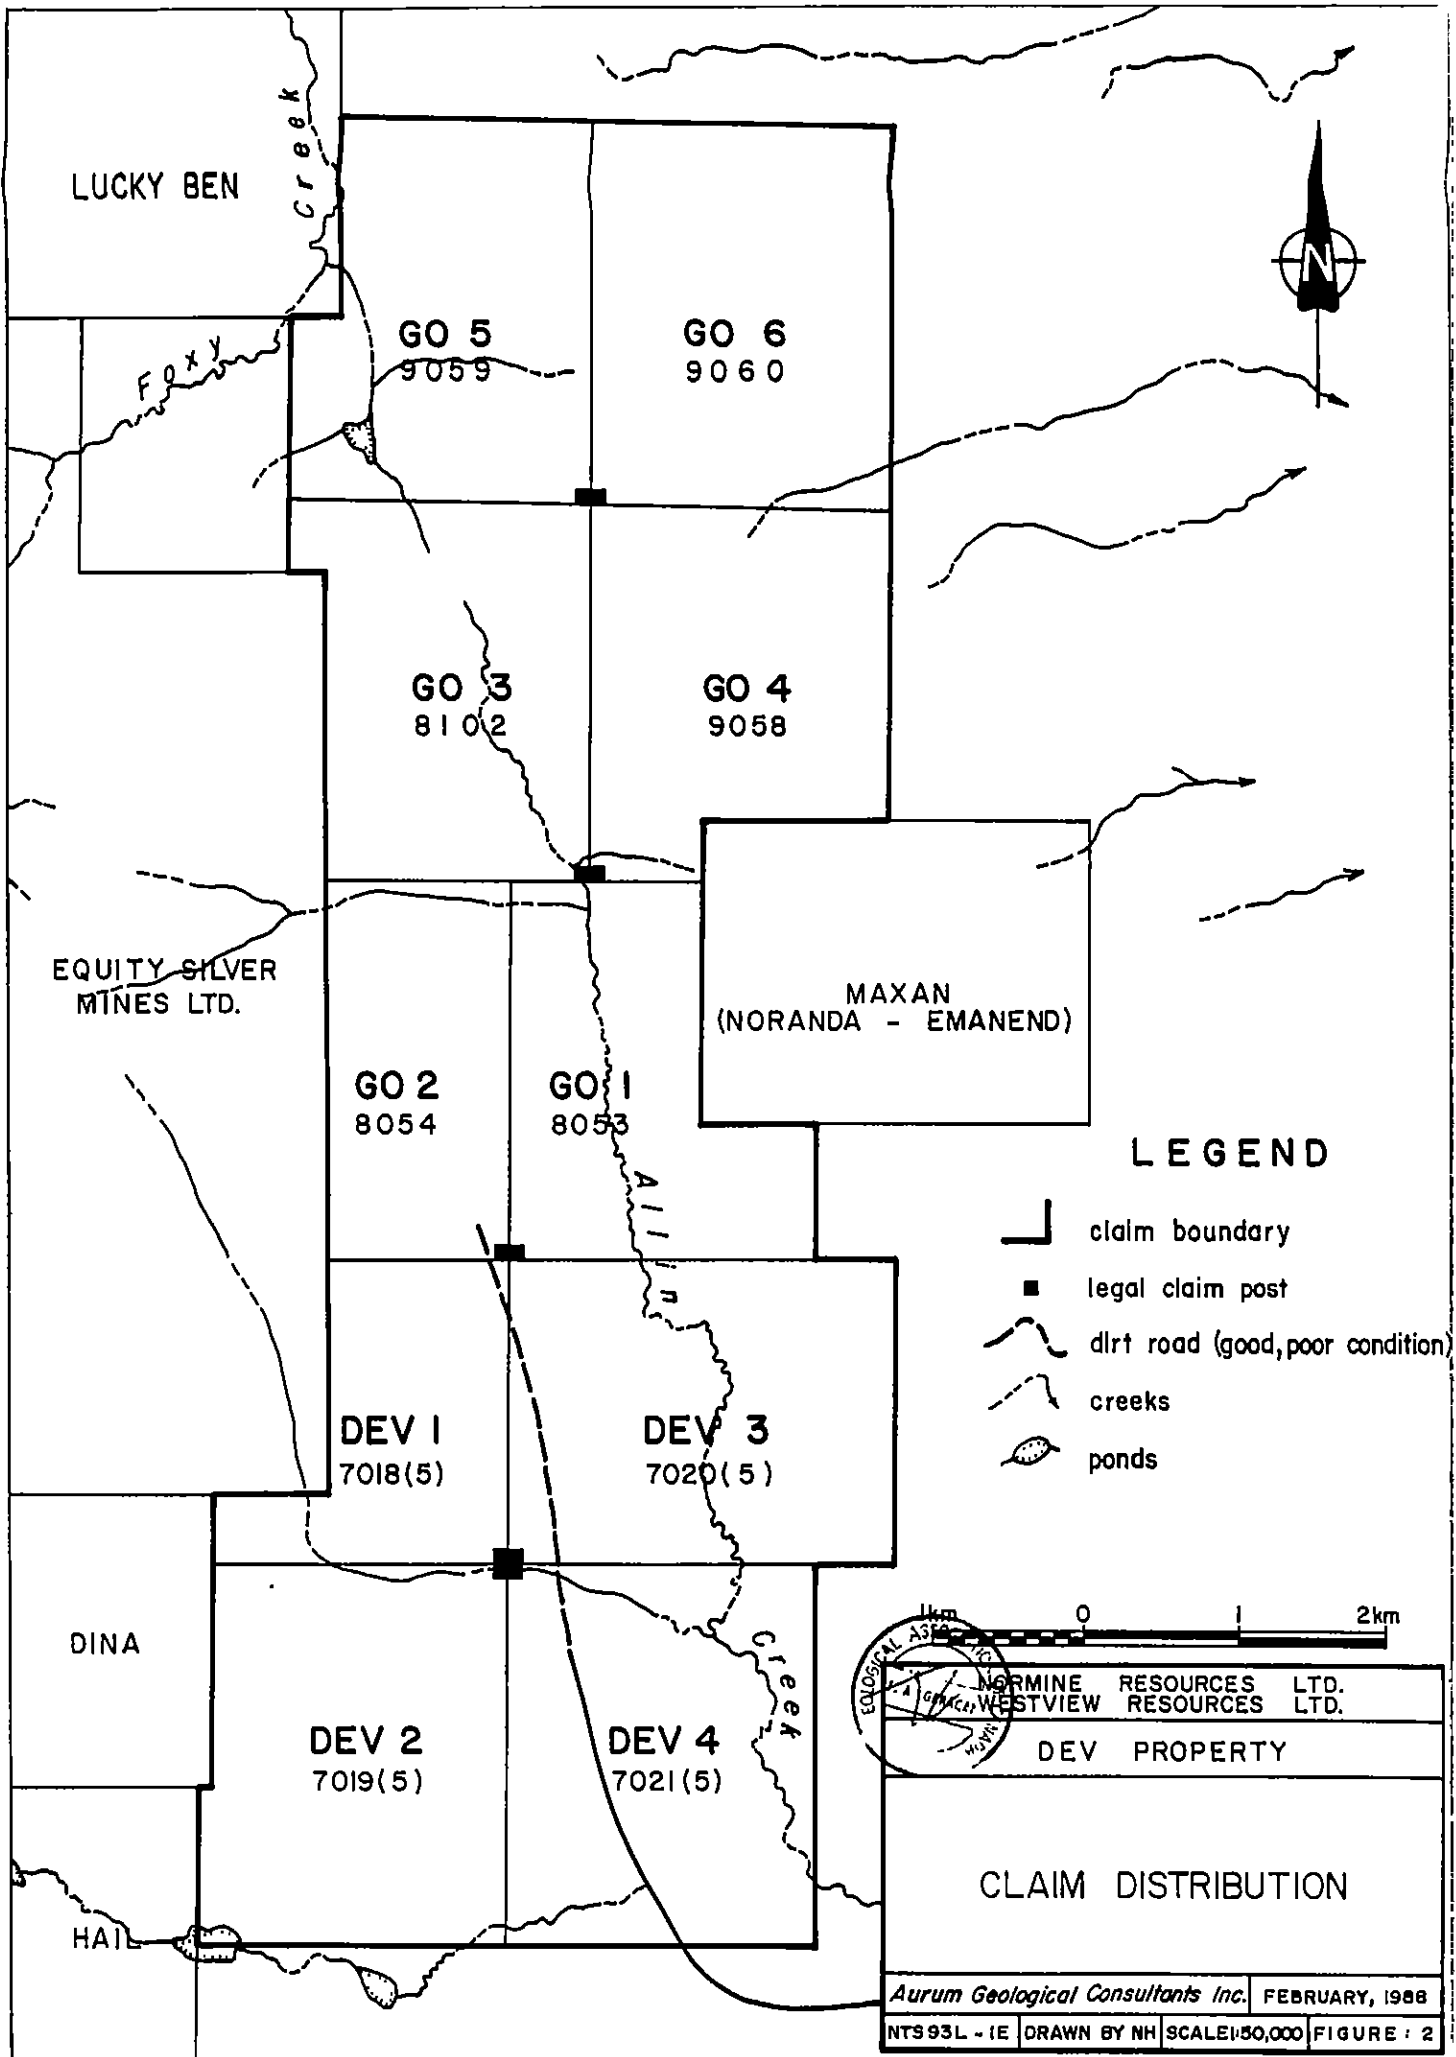 LUCKY BEN
Creek
Foxy
N
GO 5
9059
GO 6
9060
GO 3
8102
GO 4
9058
EQUITY SILVER
MINES LTD.
MAXAN
(NORANDA - EMANEND)
GO 2
8054
GO 1
8053
Allin
LEGEND
claim boundary
legal claim post
dirt road (good, poor condition)
creeks
ponds
DEV 1
7018(5)
DEV 3
7020(5)
DINA
Creek
DEV 2
7019(5)
DEV 4
7021(5)
HAIL
1km 0 1 2km
NORMINE RESOURCES LTD.
WESTVIEW RESOURCES LTD.
DEV PROPERTY
CLAIM DISTRIBUTION
Aurum Geological Consultants Inc. FEBRUARY, 1988
NTS 93L - 1E DRAWN BY NH SCALE 1:50,000 FIGURE : 2